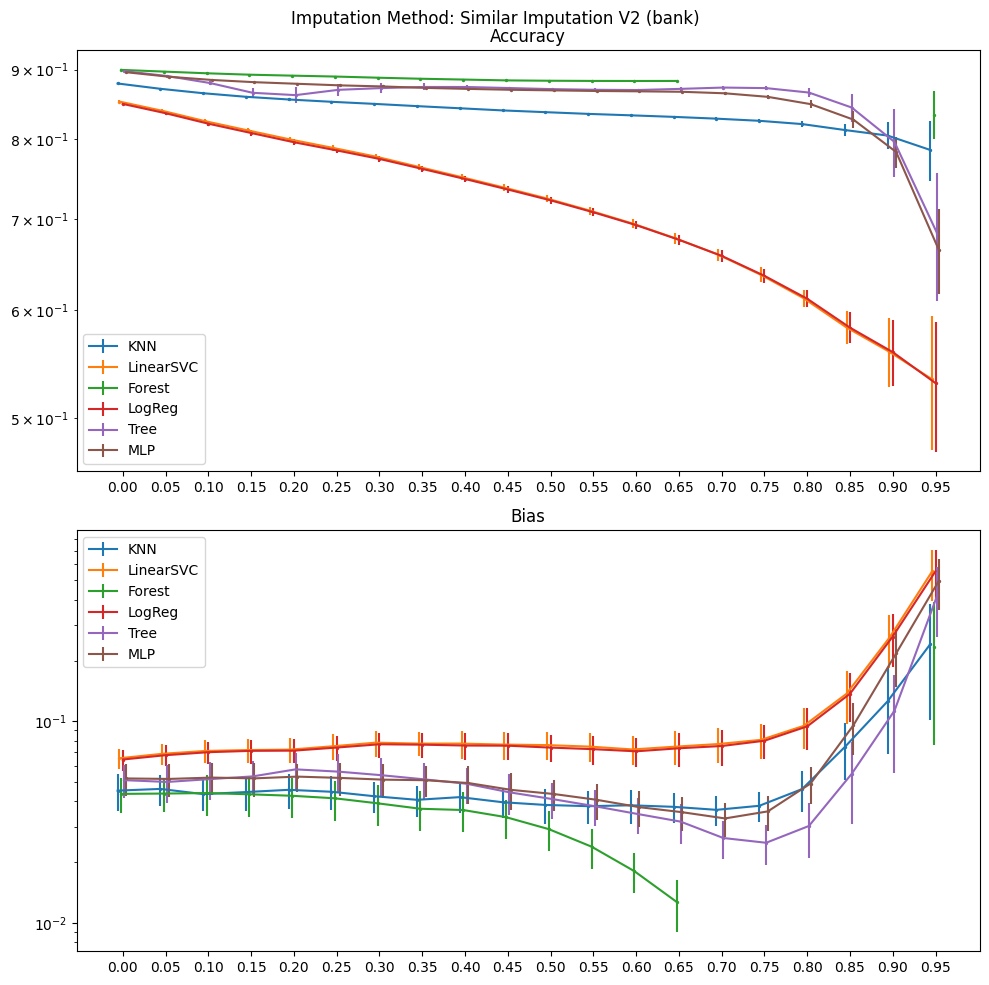 Imputation Method: Similar Imputation V2 (bank)
Accuracy
9 × 10⁻¹
8 × 10⁻¹
7 × 10⁻¹
6 × 10⁻¹
5 × 10⁻¹
KNN
LinearSVC
Forest
LogReg
Tree
MLP
0.00 0.05 0.10 0.15 0.20 0.25 0.30 0.35 0.40 0.45 0.50 0.55 0.60 0.65 0.70 0.75 0.80 0.85 0.90 0.95
Bias
KNN
LinearSVC
Forest
LogReg
Tree
MLP
10⁻¹
10⁻²
0.00 0.05 0.10 0.15 0.20 0.25 0.30 0.35 0.40 0.45 0.50 0.55 0.60 0.65 0.70 0.75 0.80 0.85 0.90 0.95